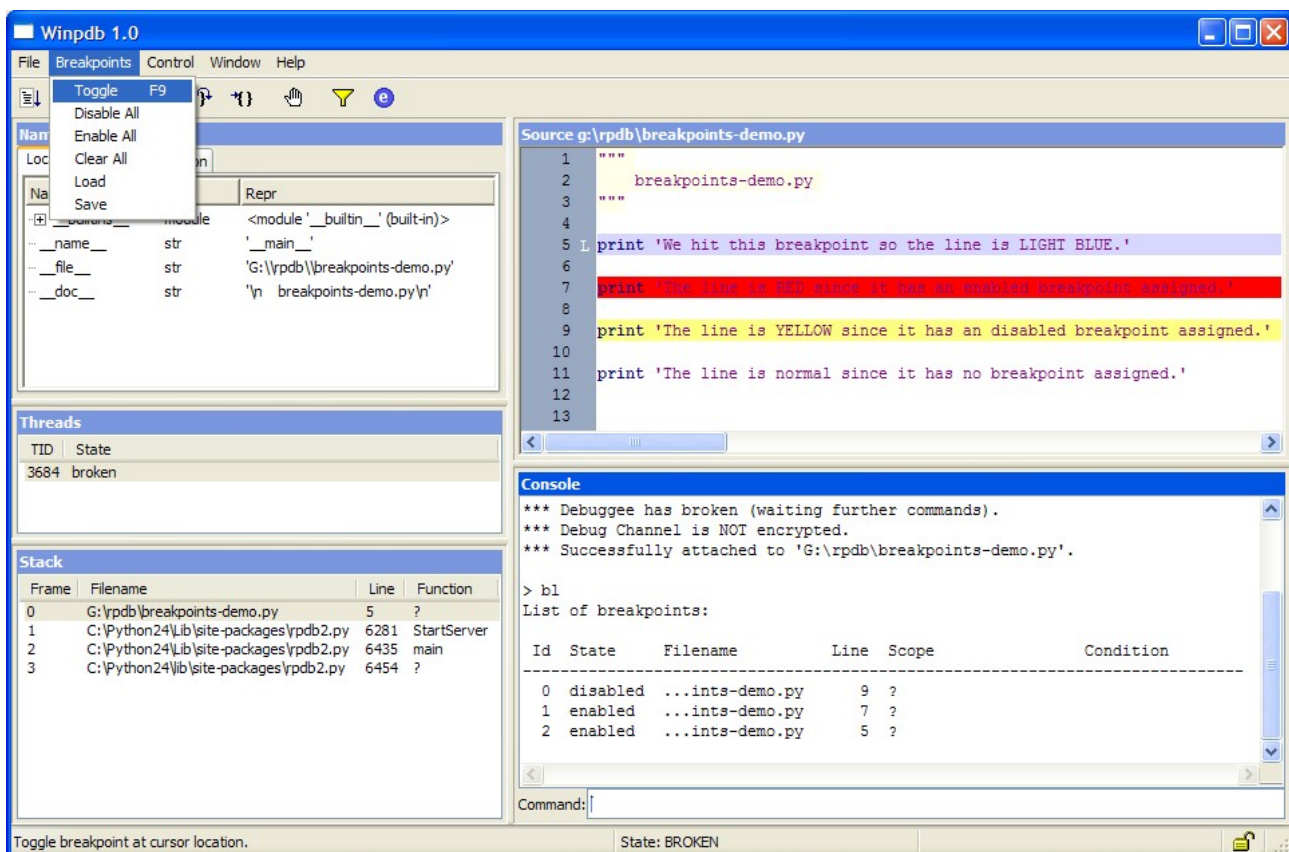 Winpdb 1.0
File Breakpoints Control Window Help
Toggle F9
Disable All
Enable All
Clear All
Load
Save
Nam
Loc on
Na Repr
__builtins__ module <module '__builtin__' (built-in)>
__name__ str '__main__'
__file__ str 'G:\\rpdb\\breakpoints-demo.py'
__doc__ str '\n breakpoints-demo.py\n'
Threads
TID State
3684 broken
Stack
Frame Filename Line Function
0 G:\rpdb\breakpoints-demo.py 5 ?
1 C:\Python24\Lib\site-packages\rpdb2.py 6281 StartServer
2 C:\Python24\Lib\site-packages\rpdb2.py 6435 main
3 C:\Python24\lib\site-packages\rpdb2.py 6454 ?
Source g:\rpdb\breakpoints-demo.py
1 """
2 breakpoints-demo.py
3 """
4
5 L print 'We hit this breakpoint so the line is LIGHT BLUE.'
6
7 print 'The line is RED since it has an enabled breakpoint assigned.'
8
9 print 'The line is YELLOW since it has an disabled breakpoint assigned.'
10
11 print 'The line is normal since it has no breakpoint assigned.'
12
13
Console
*** Debuggee has broken (waiting further commands).
*** Debug Channel is NOT encrypted.
*** Successfully attached to 'G:\rpdb\breakpoints-demo.py'.
> bl
List of breakpoints:
Id State Filename Line Scope Condition
------------------------------------------------------------------------------
0 disabled ...ints-demo.py 9 ?
1 enabled ...ints-demo.py 7 ?
2 enabled ...ints-demo.py 5 ?
Command:
Toggle breakpoint at cursor location. State: BROKEN